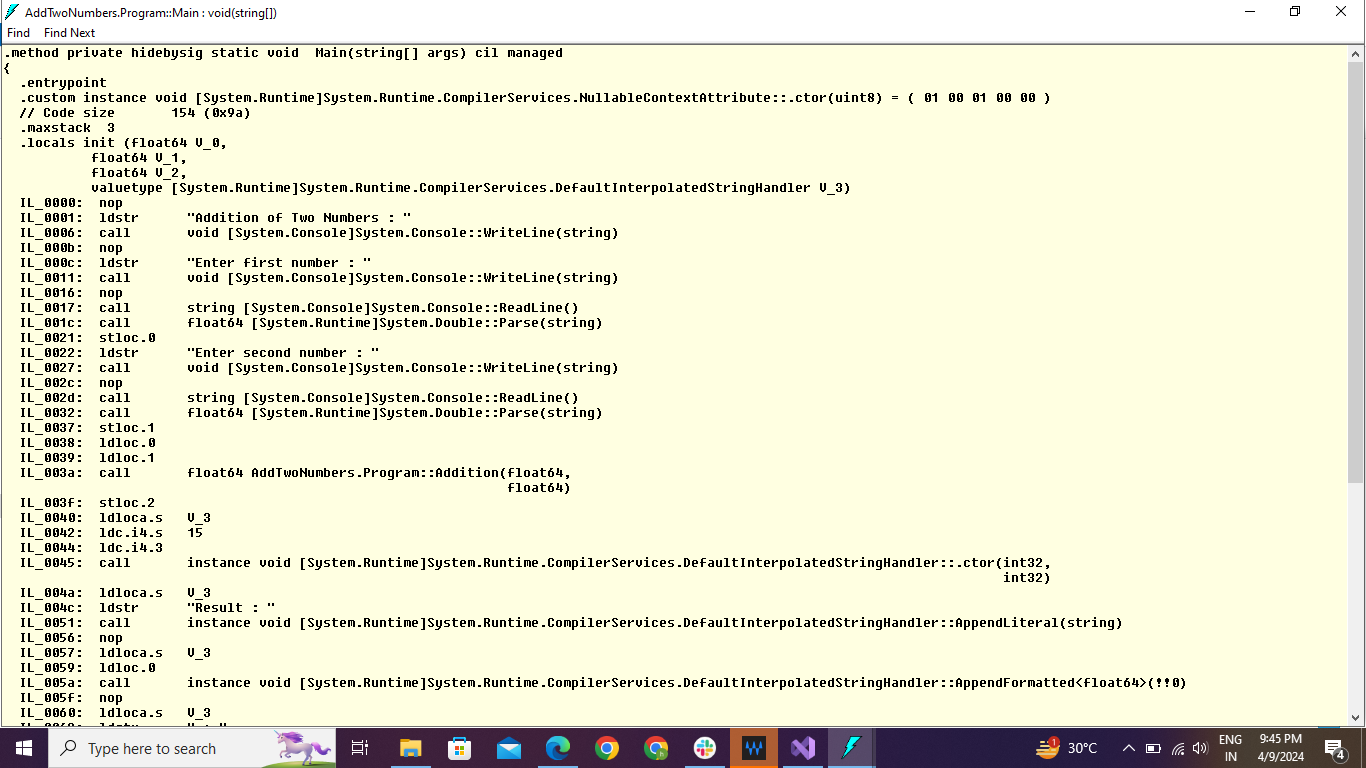 AddTwoNumbers.Program::Main : void(string[])
Find Find Next
.method private hidebysig static void  Main(string[] args) cil managed
{
  .entrypoint
  .custom instance void [System.Runtime]System.Runtime.CompilerServices.NullableContextAttribute::.ctor(uint8) = ( 01 00 01 00 00 )
  // Code size       154 (0x9a)
  .maxstack  3
  .locals init (float64 V_0,
           float64 V_1,
           float64 V_2,
           valuetype [System.Runtime]System.Runtime.CompilerServices.DefaultInterpolatedStringHandler V_3)
  IL_0000:  nop
  IL_0001:  ldstr      "Addition of Two Numbers : "
  IL_0006:  call       void [System.Console]System.Console::WriteLine(string)
  IL_000b:  nop
  IL_000c:  ldstr      "Enter first number : "
  IL_0011:  call       void [System.Console]System.Console::WriteLine(string)
  IL_0016:  nop
  IL_0017:  call       string [System.Console]System.Console::ReadLine()
  IL_001c:  call       float64 [System.Runtime]System.Double::Parse(string)
  IL_0021:  stloc.0
  IL_0022:  ldstr      "Enter second number : "
  IL_0027:  call       void [System.Console]System.Console::WriteLine(string)
  IL_002c:  nop
  IL_002d:  call       string [System.Console]System.Console::ReadLine()
  IL_0032:  call       float64 [System.Runtime]System.Double::Parse(string)
  IL_0037:  stloc.1
  IL_0038:  ldloc.0
  IL_0039:  ldloc.1
  IL_003a:  call       float64 AddTwoNumbers.Program::Addition(float64,
                                                               float64)
  IL_003f:  stloc.2
  IL_0040:  ldloca.s   V_3
  IL_0042:  ldc.i4.s   15
  IL_0044:  ldc.i4.3
  IL_0045:  call       instance void [System.Runtime]System.Runtime.CompilerServices.DefaultInterpolatedStringHandler::.ctor(int32,
                                                                                                                             int32)
  IL_004a:  ldloca.s   V_3
  IL_004c:  ldstr      "Result : "
  IL_0051:  call       instance void [System.Runtime]System.Runtime.CompilerServices.DefaultInterpolatedStringHandler::AppendLiteral(string)
  IL_0056:  nop
  IL_0057:  ldloca.s   V_3
  IL_0059:  ldloc.0
  IL_005a:  call       instance void [System.Runtime]System.Runtime.CompilerServices.DefaultInterpolatedStringHandler::AppendFormatted<float64>(!!0)
  IL_005f:  nop
  IL_0060:  ldloca.s   V_3
Type here to search
1
30°C
ENG
IN
9:45 PM
4/9/2024
4